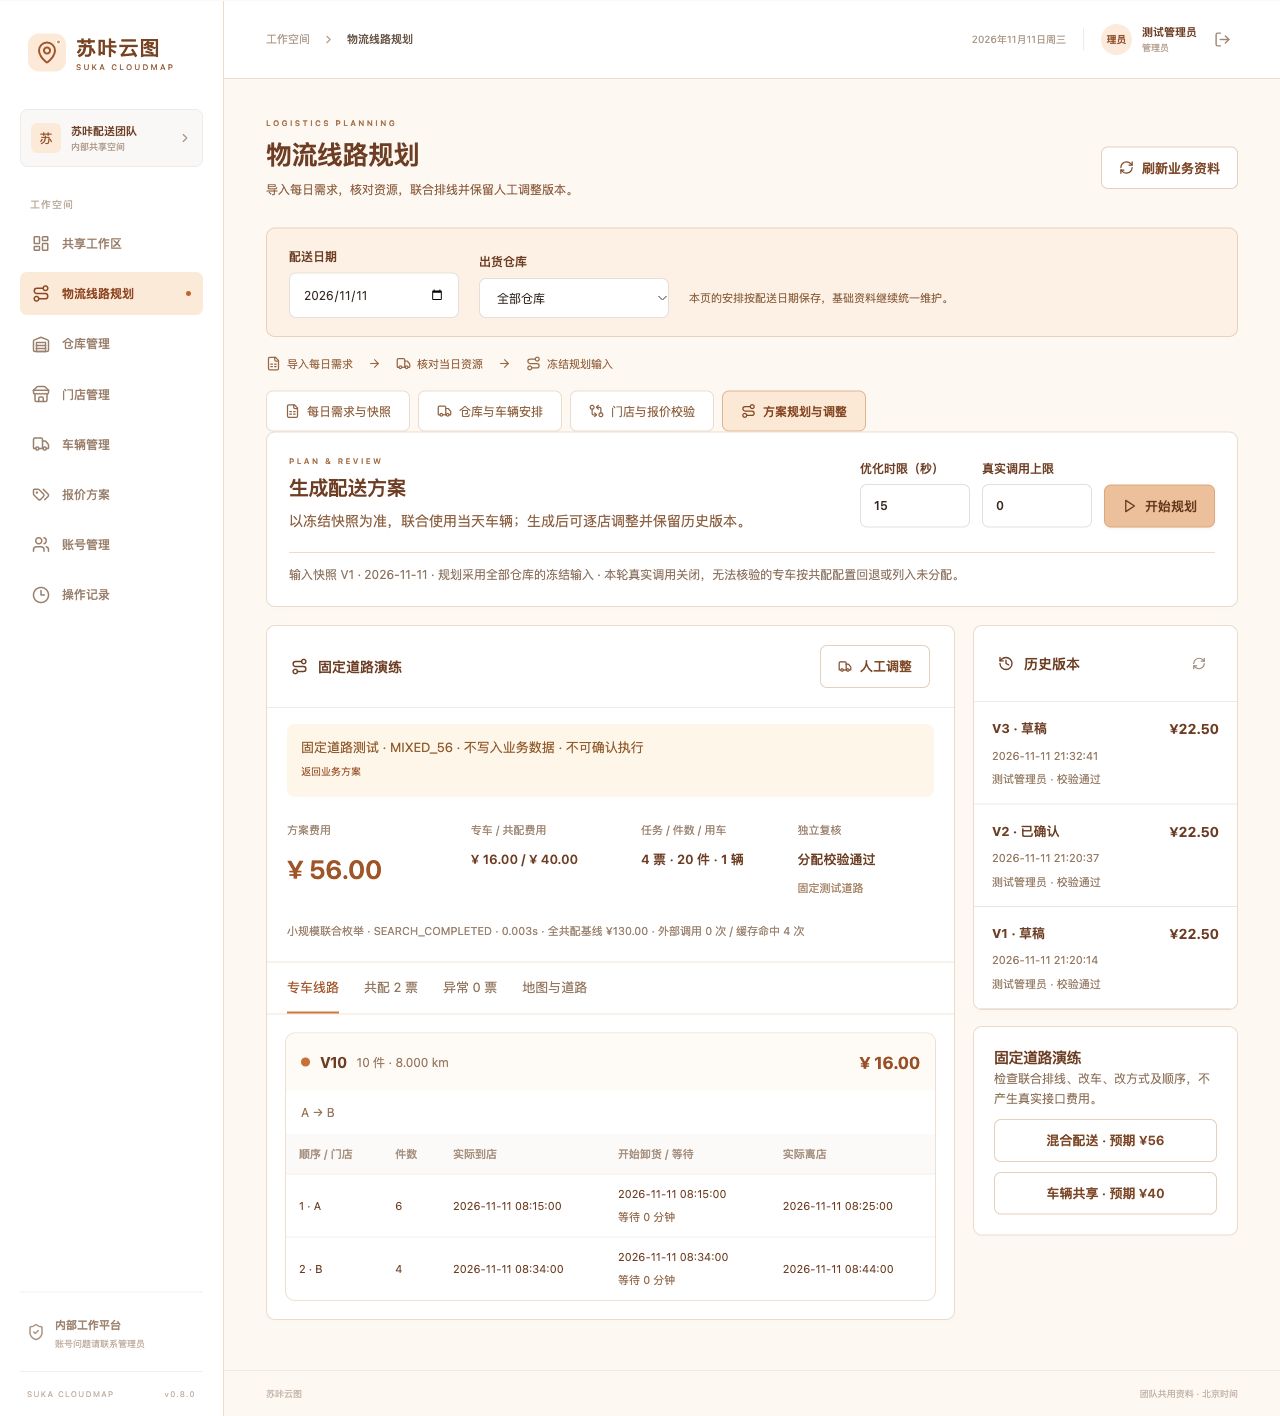 苏咔云图
SUKA CLOUDMAP
苏
苏咔配送团队
内部共享空间
工作空间
共享工作区
物流线路规划
仓库管理
门店管理
车辆管理
报价方案
账号管理
操作记录
内部工作平台
账号问题请联系管理员
SUKA CLOUDMAP v0.8.0
工作空间 > 物流线路规划
2026年11月11日周三
理员
测试管理员
管理员
LOGISTICS PLANNING
物流线路规划
导入每日需求，核对资源，联合排线并保留人工调整版本。
刷新业务资料
配送日期
2026/11/11
出货仓库
全部仓库
本页的安排按配送日期保存，基础资料继续统一维护。
导入每日需求 → 核对当日资源 → 冻结规划输入
每日需求与快照
仓库与车辆安排
门店与报价校验
方案规划与调整
PLAN & REVIEW
生成配送方案
以冻结快照为准，联合使用当天车辆；生成后可逐店调整并保留历史版本。
优化时限（秒）
15
真实调用上限
0
开始规划
输入快照 V1 · 2026-11-11 · 规划采用全部仓库的冻结输入 · 本轮真实调用关闭，无法核验的专车按共配配置回退或列入未分配。
固定道路演练
人工调整
固定道路测试 · MIXED_56 · 不写入业务数据 · 不可确认执行
返回业务方案
方案费用
¥ 56.00
专车 / 共配费用
¥ 16.00 / ¥ 40.00
任务 / 件数 / 用车
4 票 · 20 件 · 1 辆
独立复核
分配校验通过
固定测试道路
小规模联合枚举 · SEARCH_COMPLETED · 0.003s · 全共配基线 ¥130.00 · 外部调用 0 次 / 缓存命中 4 次
专车线路 共配 2 票 异常 0 票 地图与道路
V10 10 件 · 8.000 km ¥ 16.00
A → B
顺序 / 门店 件数 实际到店 开始卸货 / 等待 实际离店
1 · A 6 2026-11-11 08:15:00 2026-11-11 08:15:00 2026-11-11 08:25:00
等待 0 分钟
2 · B 4 2026-11-11 08:34:00 2026-11-11 08:34:00 2026-11-11 08:44:00
等待 0 分钟
历史版本
V3 · 草稿 ¥22.50
2026-11-11 21:32:41
测试管理员 · 校验通过
V2 · 已确认 ¥22.50
2026-11-11 21:20:37
测试管理员 · 校验通过
V1 · 草稿 ¥22.50
2026-11-11 21:20:14
测试管理员 · 校验通过
固定道路演练
检查联合排线、改车、改方式及顺序，不
产生真实接口费用。
混合配送 · 预期 ¥56
车辆共享 · 预期 ¥40
苏咔云图
团队共用资料 · 北京时间